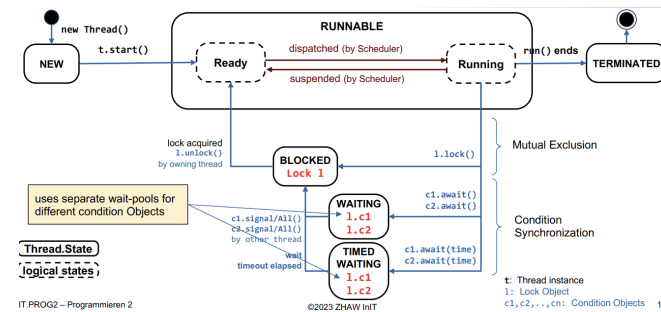 RUNNABLE
new Thread()
t.start()
NEW
Ready
dispatched (by Scheduler)
suspended (by Scheduler)
Running
run() ends
TERMINATED
lock acquired
l.unlock()
by owning thread
BLOCKED
Lock l
l.lock()
Mutual Exclusion
uses separate wait-pools for
different condition Objects
c1.signal/All()
c2.signal/All()
by other thread
WAITING
l.c1
l.c2
c1.await()
c2.await()
Condition
Synchronization
wait
timeout elapsed
TIMED
WAITING
l.c1
l.c2
c1.await(time)
c2.await(time)
Thread.State
logical states
t: Thread instance
l: Lock Object
c1,c2,..,cn: Condition Objects
IT.PROG2 – Programmieren 2
©2023 ZHAW InIT
1